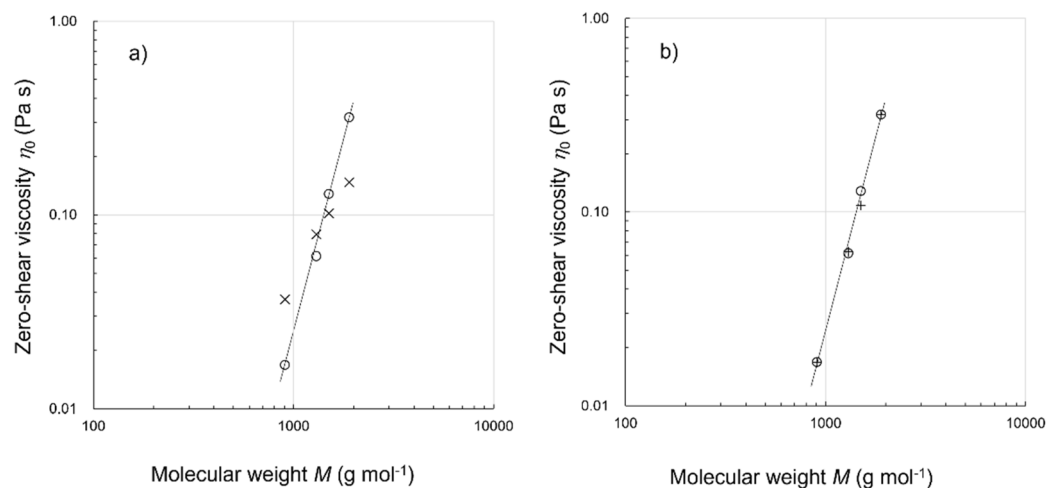 a)
Zero-shear viscosity η0 (Pa s)
1.00
0.10
0.01
100
1000
10000
Molecular weight M (g mol-1)
b)
Zero-shear viscosity η0 (Pa s)
1.00
0.10
0.01
100
1000
10000
Molecular weight M (g mol-1)